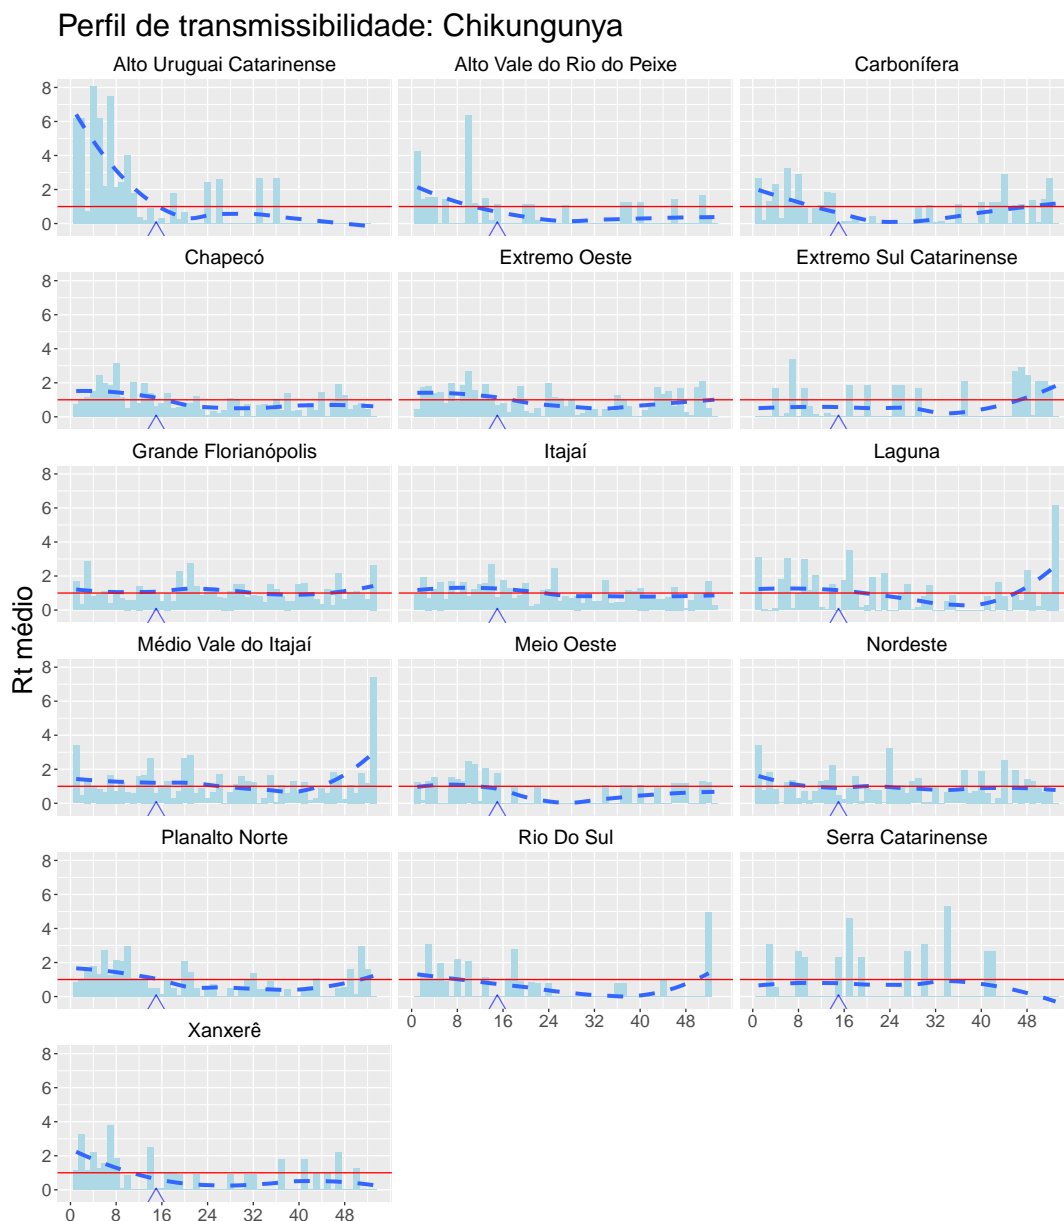 Perfil de transmissibilidade: Chikungunya
Alto Uruguai Catarinense
Alto Vale do Rio do Peixe
Carbonífera
8
6
4
2
0
Chapecó
Extremo Oeste
Extremo Sul Catarinense
8
6
4
2
0
Grande Florianópolis
Itajaí
Laguna
8
6
4
2
0
Rt médio
Médio Vale do Itajaí
Meio Oeste
Nordeste
8
6
4
2
0
Planalto Norte
Rio Do Sul
Serra Catarinense
8
6
4
2
0
0 8 16 24 32 40 48
0 8 16 24 32 40 48
Xanxerê
8
6
4
2
0
0 8 16 24 32 40 48